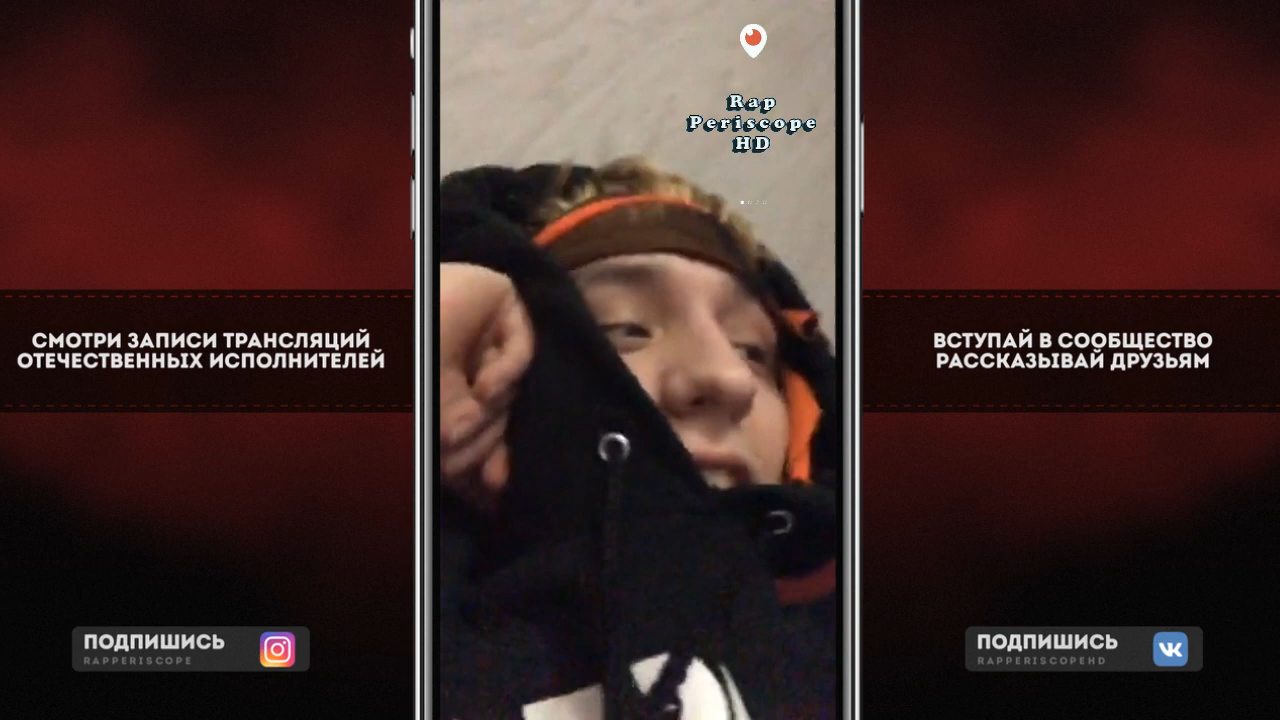 Rap
Periscope
HD
СМОТРИ ЗАПИСИ ТРАНСЛЯЦИЙ
ОТЕЧЕСТВЕННЫХ ИСПОЛНИТЕЛЕЙ
ВСТУПАЙ В СООБЩЕСТВО
РАССКАЗЫВАЙ ДРУЗЬЯМ
ПОДПИШИСЬ
RAPPERISCOPE
ПОДПИШИСЬ
RAPPERISCOPEHD